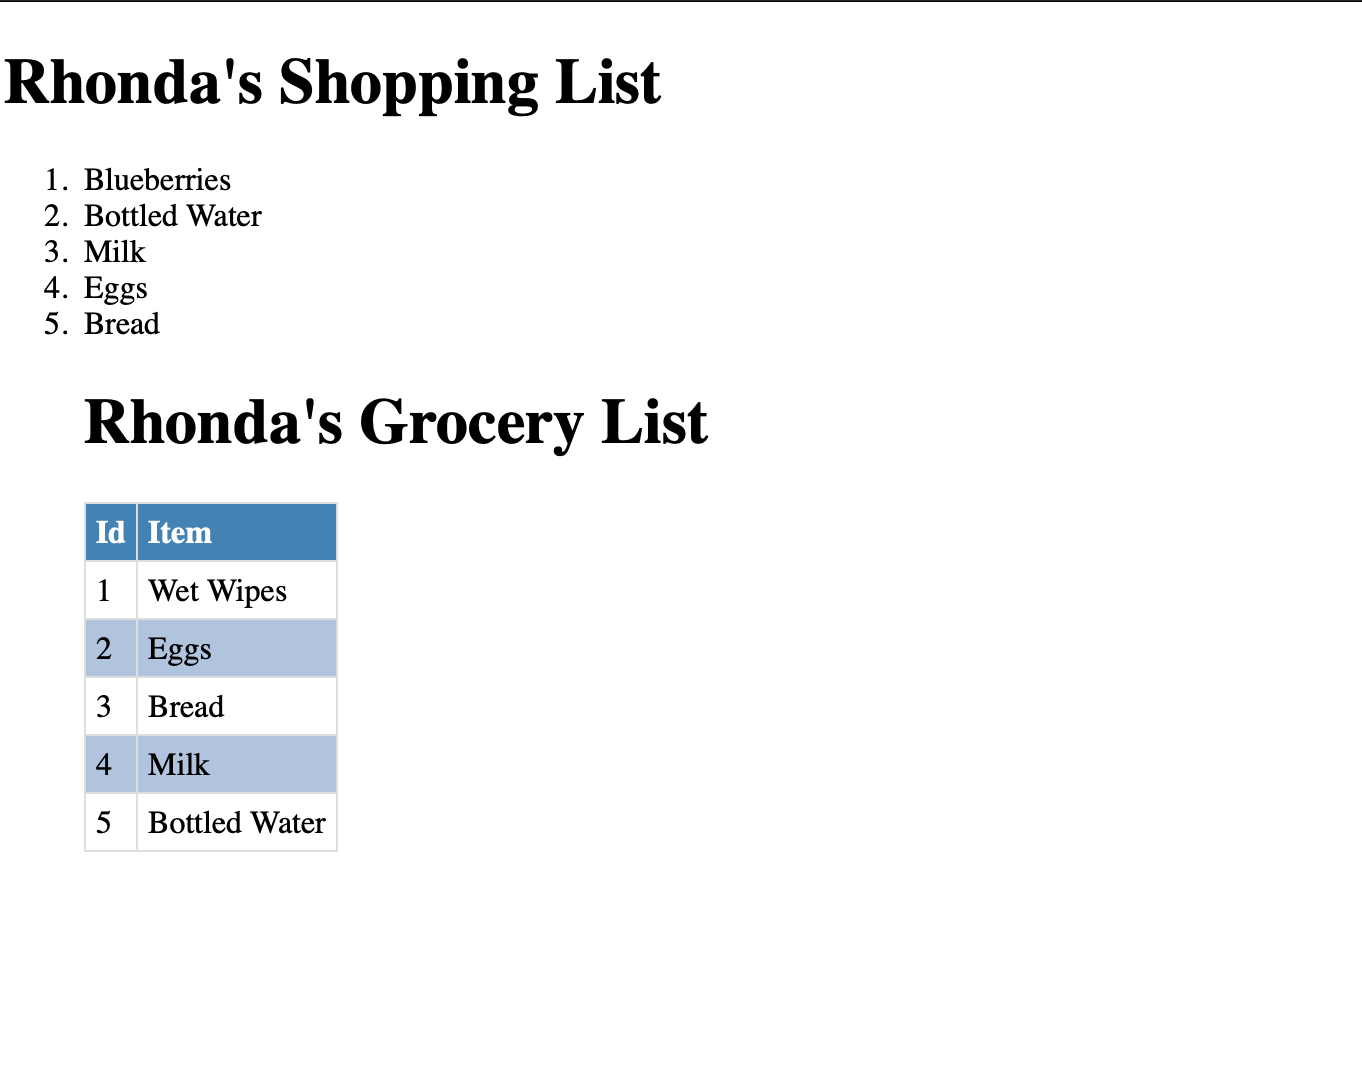 Rhonda's Shopping List
1. Blueberries
2. Bottled Water
3. Milk
4. Eggs
5. Bread
Rhonda's Grocery List
Id Item
1 Wet Wipes
2 Eggs
3 Bread
4 Milk
5 Bottled Water